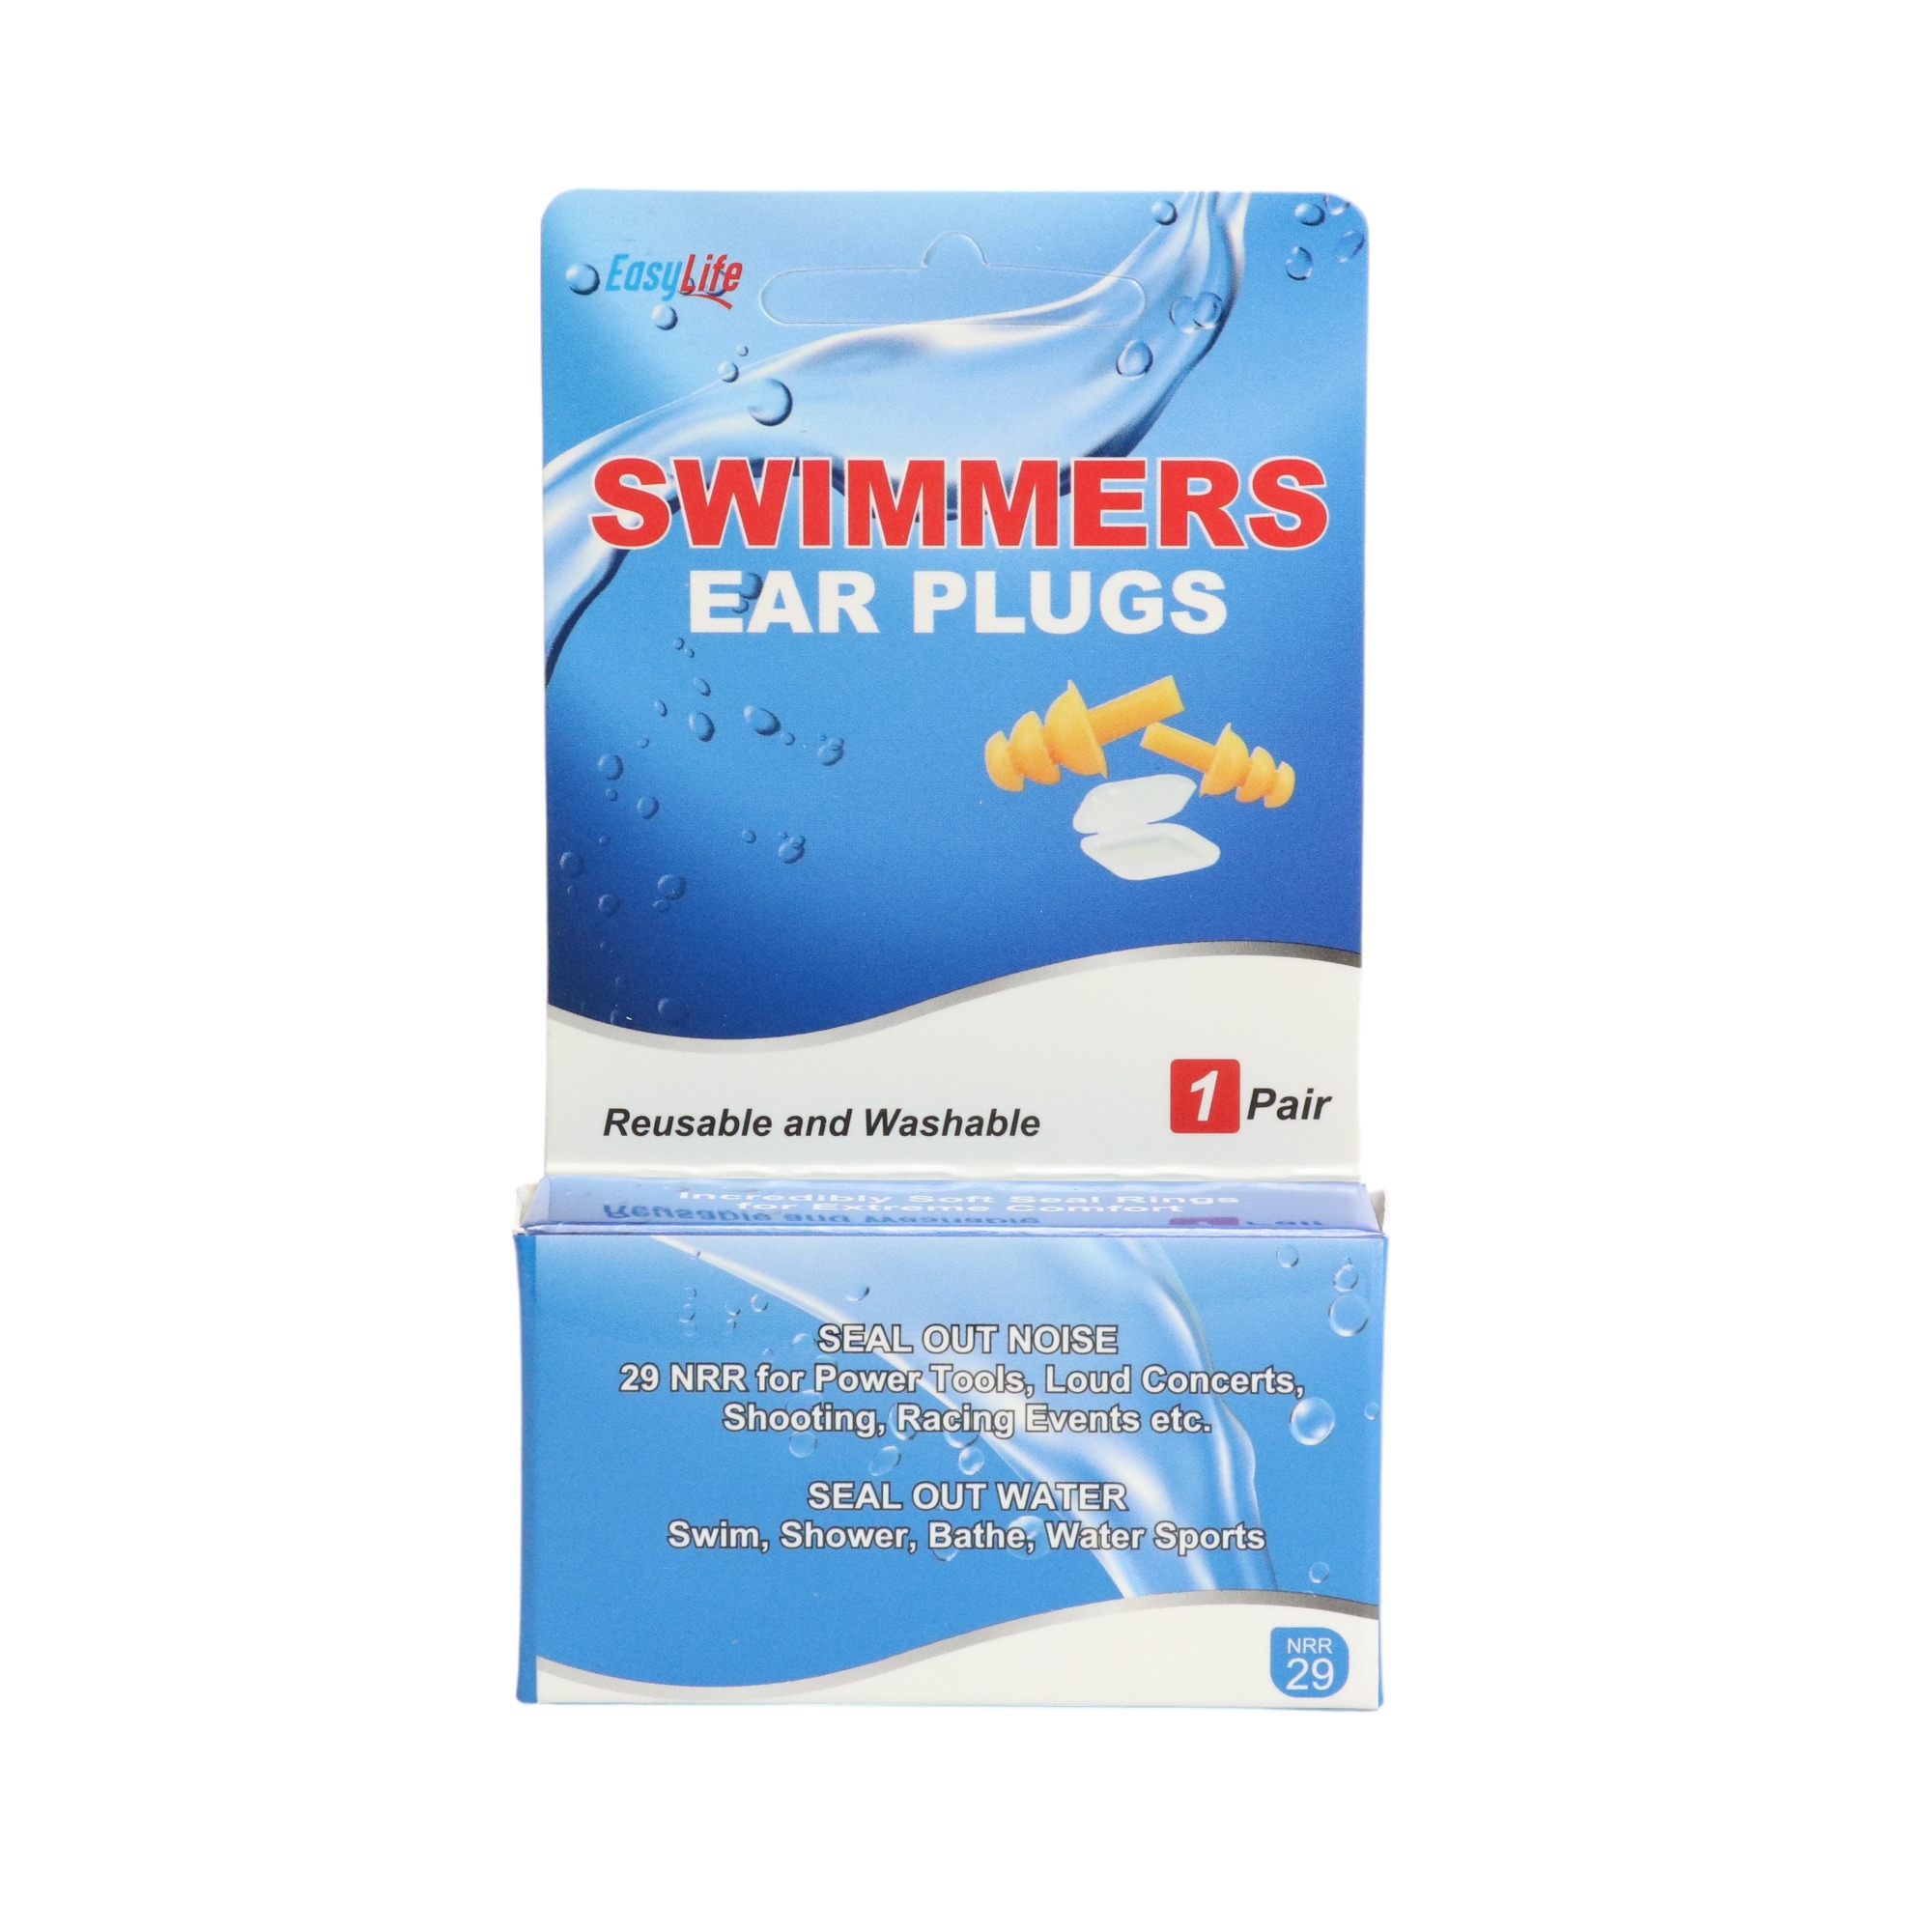 EasyLife
SWIMMERS
EAR PLUGS
Reusable and Washable
1 Pair
Incredibly Soft Seal Rings
for Extreme Comfort
SEAL OUT NOISE
29 NRR for Power Tools, Loud Concerts,
Shooting, Racing Events etc.
SEAL OUT WATER
Swim, Shower, Bathe, Water Sports
NRR
29